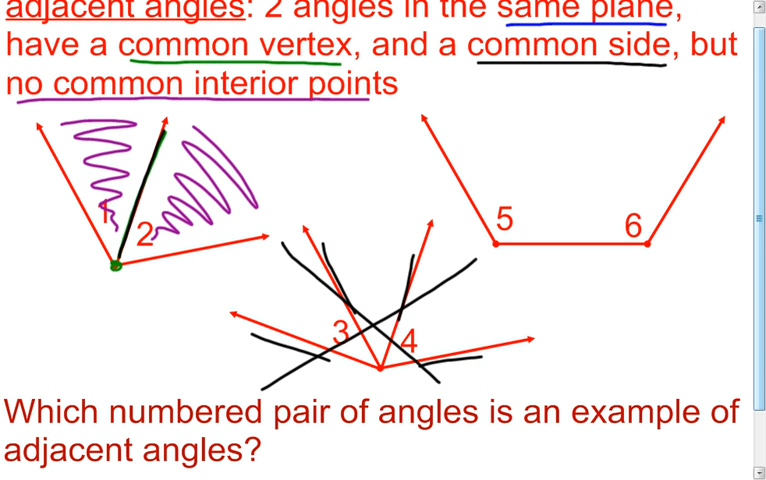 adjacent angles: 2 angles in the same plane,
have a common vertex, and a common side, but
no common interior points
1
2
5
6
3
4
Which numbered pair of angles is an example of
adjacent angles?